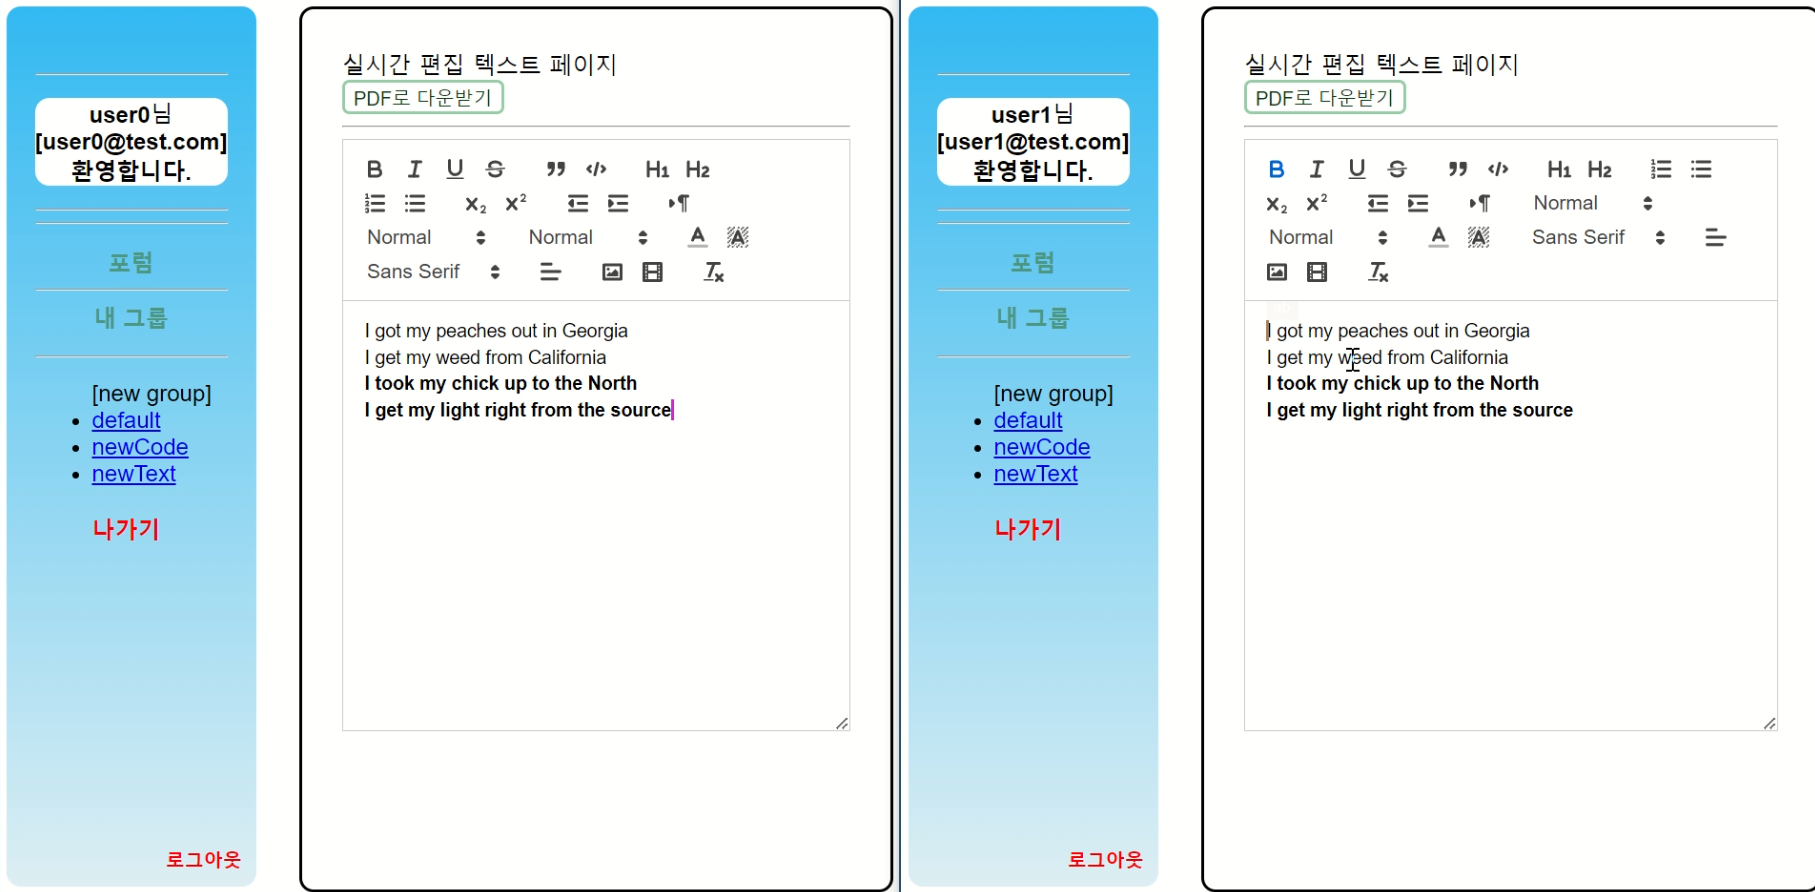 user0님
[user0@test.com]
환영합니다.
포럼
내 그룹
[new group]
default
newCode
newText
나가기
로그아웃
실시간 편집 텍스트 페이지
PDF로 다운받기
B I U S H1 H2
x2 x2
Normal Normal A A
Sans Serif Tx
I got my peaches out in Georgia
I get my weed from California
I took my chick up to the North
I get my light right from the source
user1님
[user1@test.com]
환영합니다.
포럼
내 그룹
[new group]
default
newCode
newText
나가기
로그아웃
실시간 편집 텍스트 페이지
PDF로 다운받기
B I U S H1 H2
x2 x2 Normal
Normal A A Sans Serif
Tx
I got my peaches out in Georgia
I get my weed from California
I took my chick up to the North
I get my light right from the source